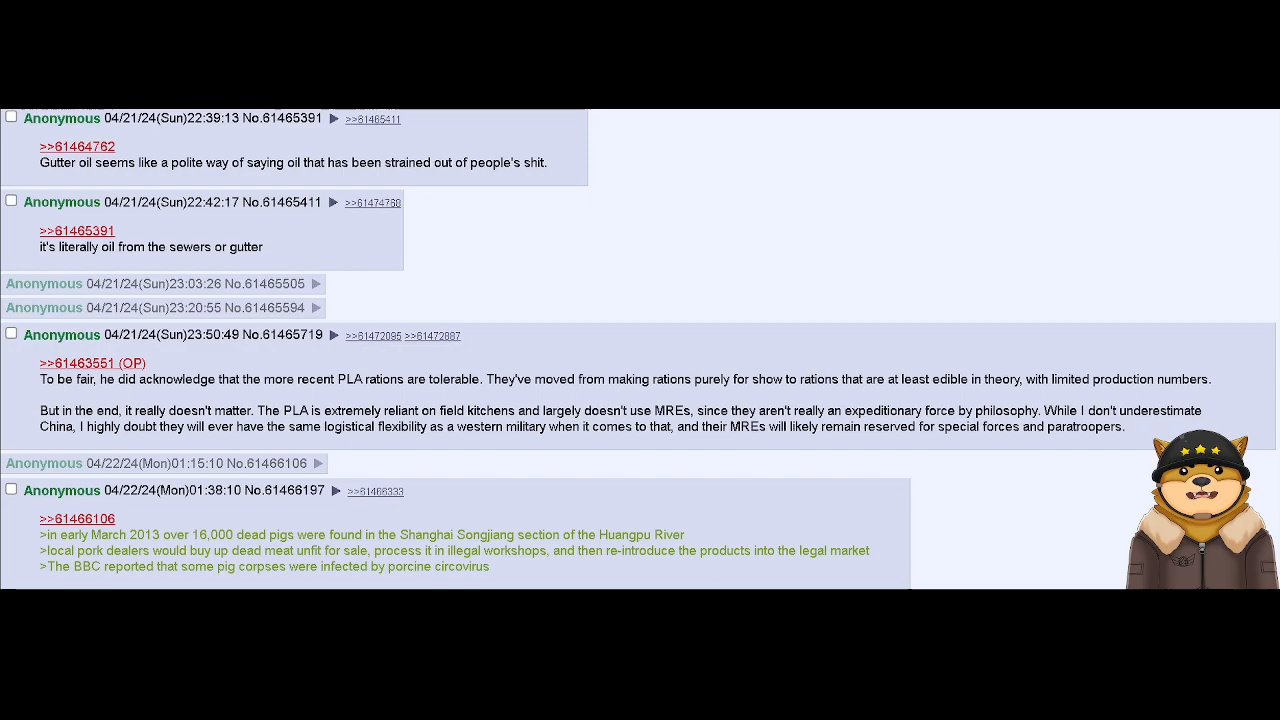 Anonymous 04/21/24(Sun)22:39:13 No.61465391 ▶ >>61465411
>>61464762
Gutter oil seems like a polite way of saying oil that has been strained out of people's shit.
Anonymous 04/21/24(Sun)22:42:17 No.61465411 ▶ >>61474768
>>61465391
it's literally oil from the sewers or gutter
Anonymous 04/21/24(Sun)23:03:26 No.61465505 ▶
Anonymous 04/21/24(Sun)23:20:55 No.61465594 ▶
Anonymous 04/21/24(Sun)23:50:49 No.61465719 ▶ >>61472095 >>61472887
>>61463551 (OP)
To be fair, he did acknowledge that the more recent PLA rations are tolerable. They've moved from making rations purely for show to rations that are at least edible in theory, with limited production numbers.
But in the end, it really doesn't matter. The PLA is extremely reliant on field kitchens and largely doesn't use MREs, since they aren't really an expeditionary force by philosophy. While I don't underestimate
China, I highly doubt they will ever have the same logistical flexibility as a western military when it comes to that, and their MREs will likely remain reserved for special forces and paratroopers.
Anonymous 04/22/24(Mon)01:15:10 No.61466106 ▶
Anonymous 04/22/24(Mon)01:38:10 No.61466197 ▶ >>61466333
>>61466106
>in early March 2013 over 16,000 dead pigs were found in the Shanghai Songjiang section of the Huangpu River
>local pork dealers would buy up dead meat unfit for sale, process it in illegal workshops, and then re-introduce the products into the legal market
>The BBC reported that some pig corpses were infected by porcine circovirus